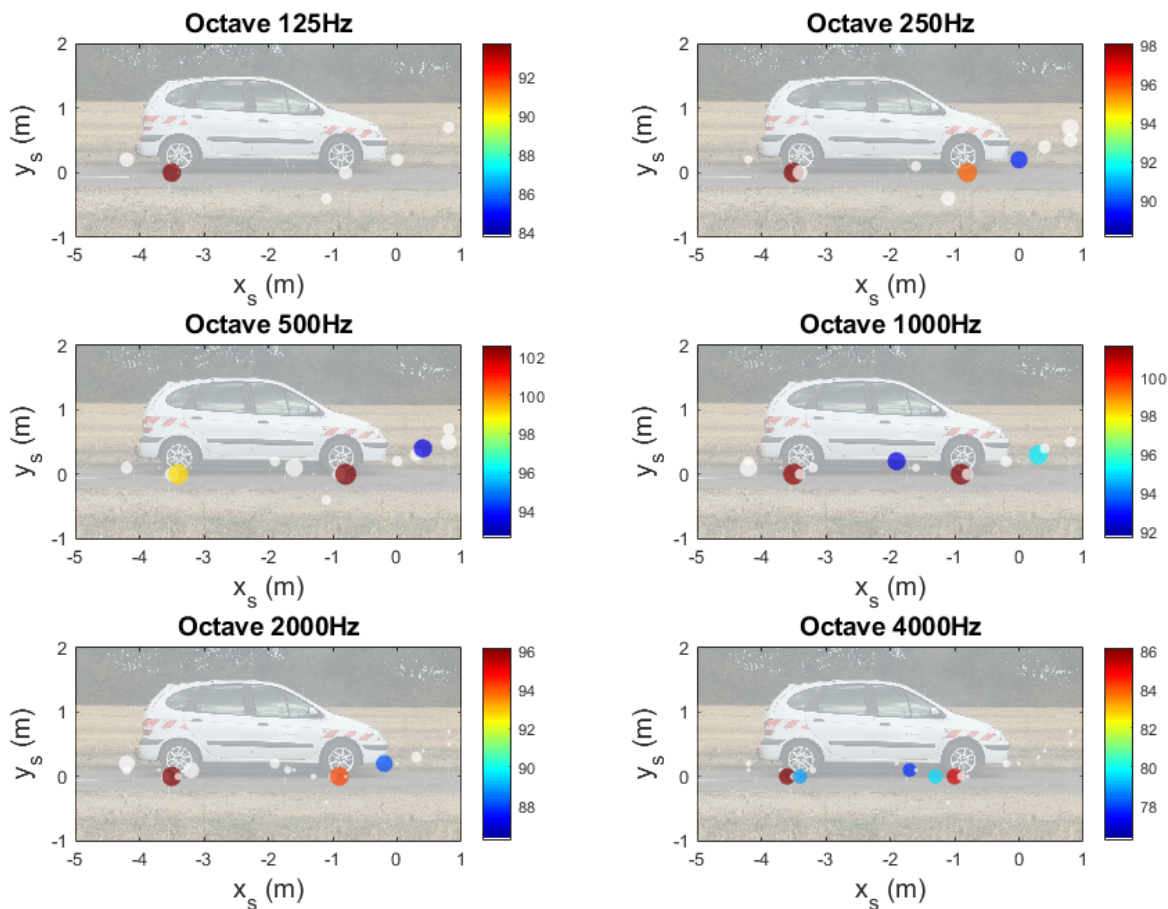 Octave 125Hz
2
1
0
-1
y_s (m)
-5 -4 -3 -2 -1 0 1
x_s (m)
92
90
88
86
84
Octave 250Hz
2
1
0
-1
y_s (m)
-5 -4 -3 -2 -1 0 1
x_s (m)
98
96
94
92
90
Octave 500Hz
2
1
0
-1
y_s (m)
-5 -4 -3 -2 -1 0 1
x_s (m)
102
100
98
96
94
Octave 1000Hz
2
1
0
-1
y_s (m)
-5 -4 -3 -2 -1 0 1
x_s (m)
100
98
96
94
92
Octave 2000Hz
2
1
0
-1
y_s (m)
-5 -4 -3 -2 -1 0 1
x_s (m)
96
94
92
90
88
Octave 4000Hz
2
1
0
-1
y_s (m)
-5 -4 -3 -2 -1 0 1
x_s (m)
86
84
82
80
78